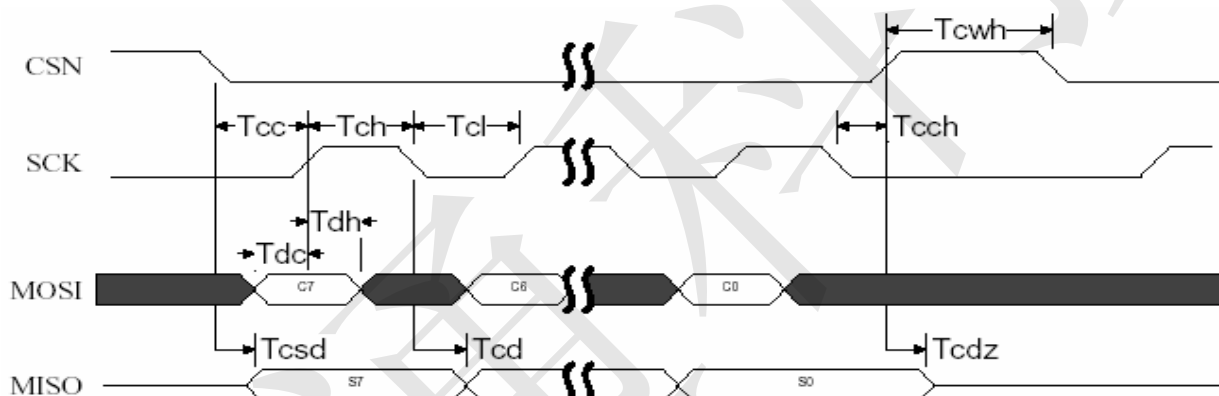 Tcwh
CSN
Tcc Tch Tcl Tcch
SCK
Tdh
Tdc
MOSI C7 C6 C0
Tcsd Tcd Tcdz
MISO S7 S0